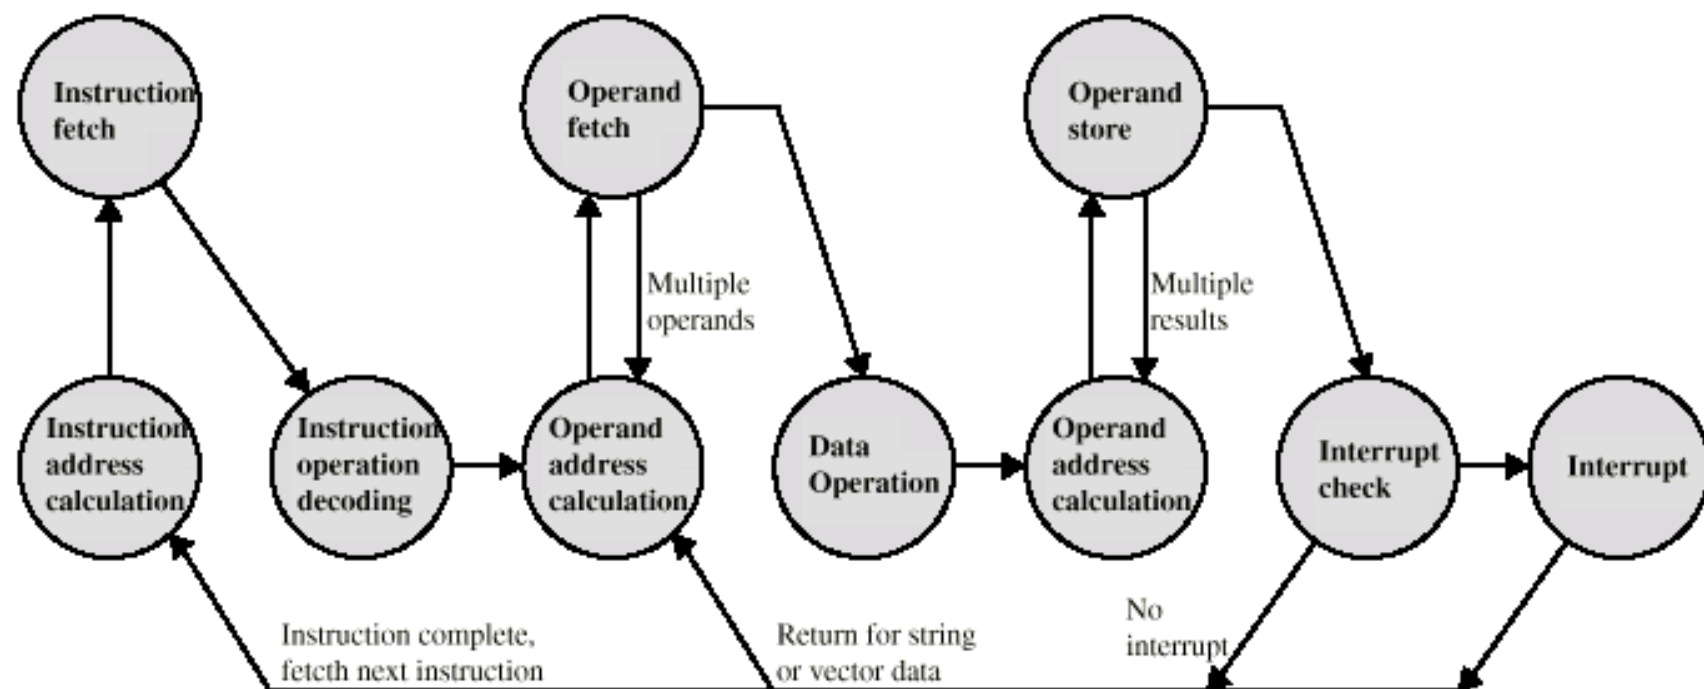 Instruction
fetch
Operand
fetch
Operand
store
Multiple
operands
Multiple
results
Instruction
address
calculation
Instruction
operation
decoding
Operand
address
calculation
Data
Operation
Operand
address
calculation
Interrupt
check
Interrupt
Instruction complete,
fetcth next instruction
Return for string
or vector data
No
interrupt